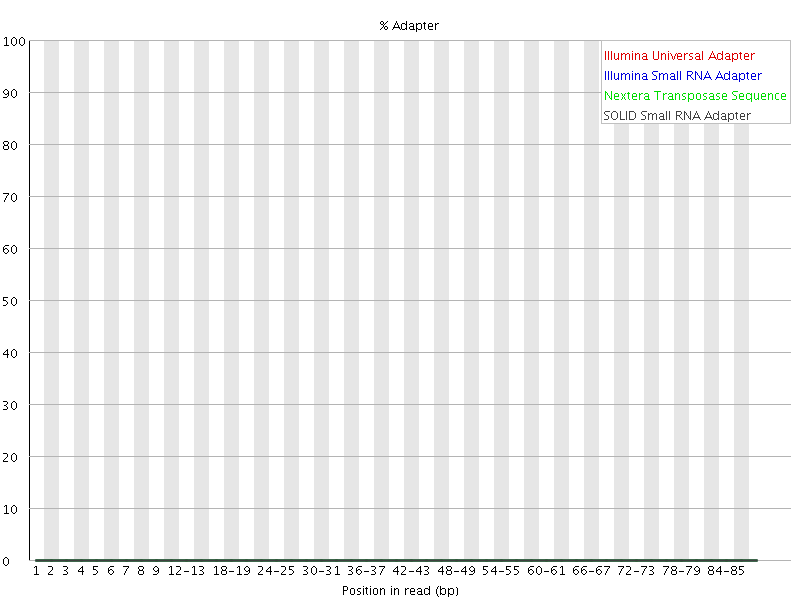 % Adapter
Illumina Universal Adapter
Illumina Small RNA Adapter
Nextera Transposase Sequence
SOLID Small RNA Adapter
100
90
80
70
60
50
40
30
20
10
0
1 2 3 4 5 6 7 8 9 12-13 18-19 24-25 30-31 36-37 42-43 48-49 54-55 60-61 66-67 72-73 78-79 84-85
Position in read (bp)